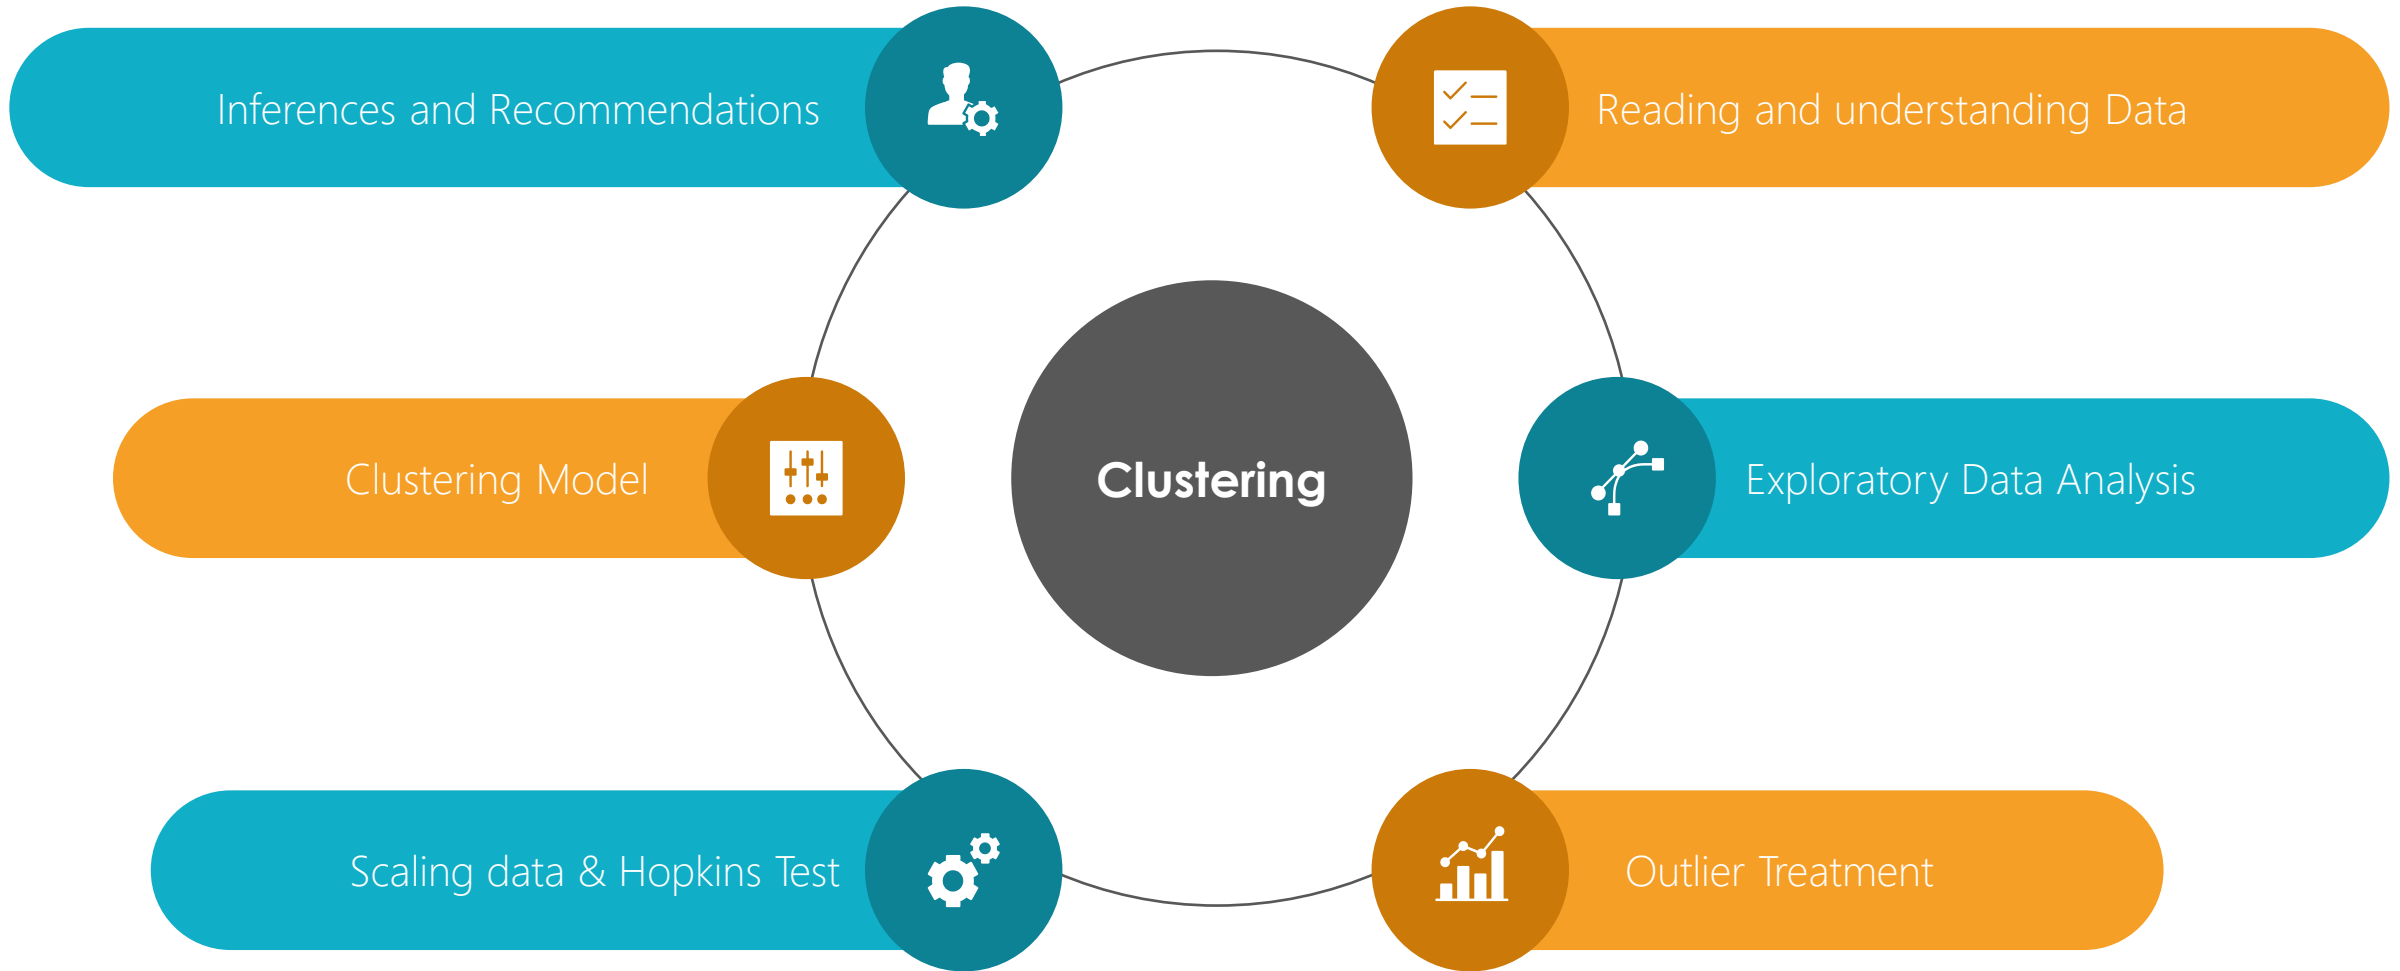 Inferences and Recommendations
Reading and understanding Data
Clustering Model
Clustering
Exploratory Data Analysis
Scaling data & Hopkins Test
Outlier Treatment